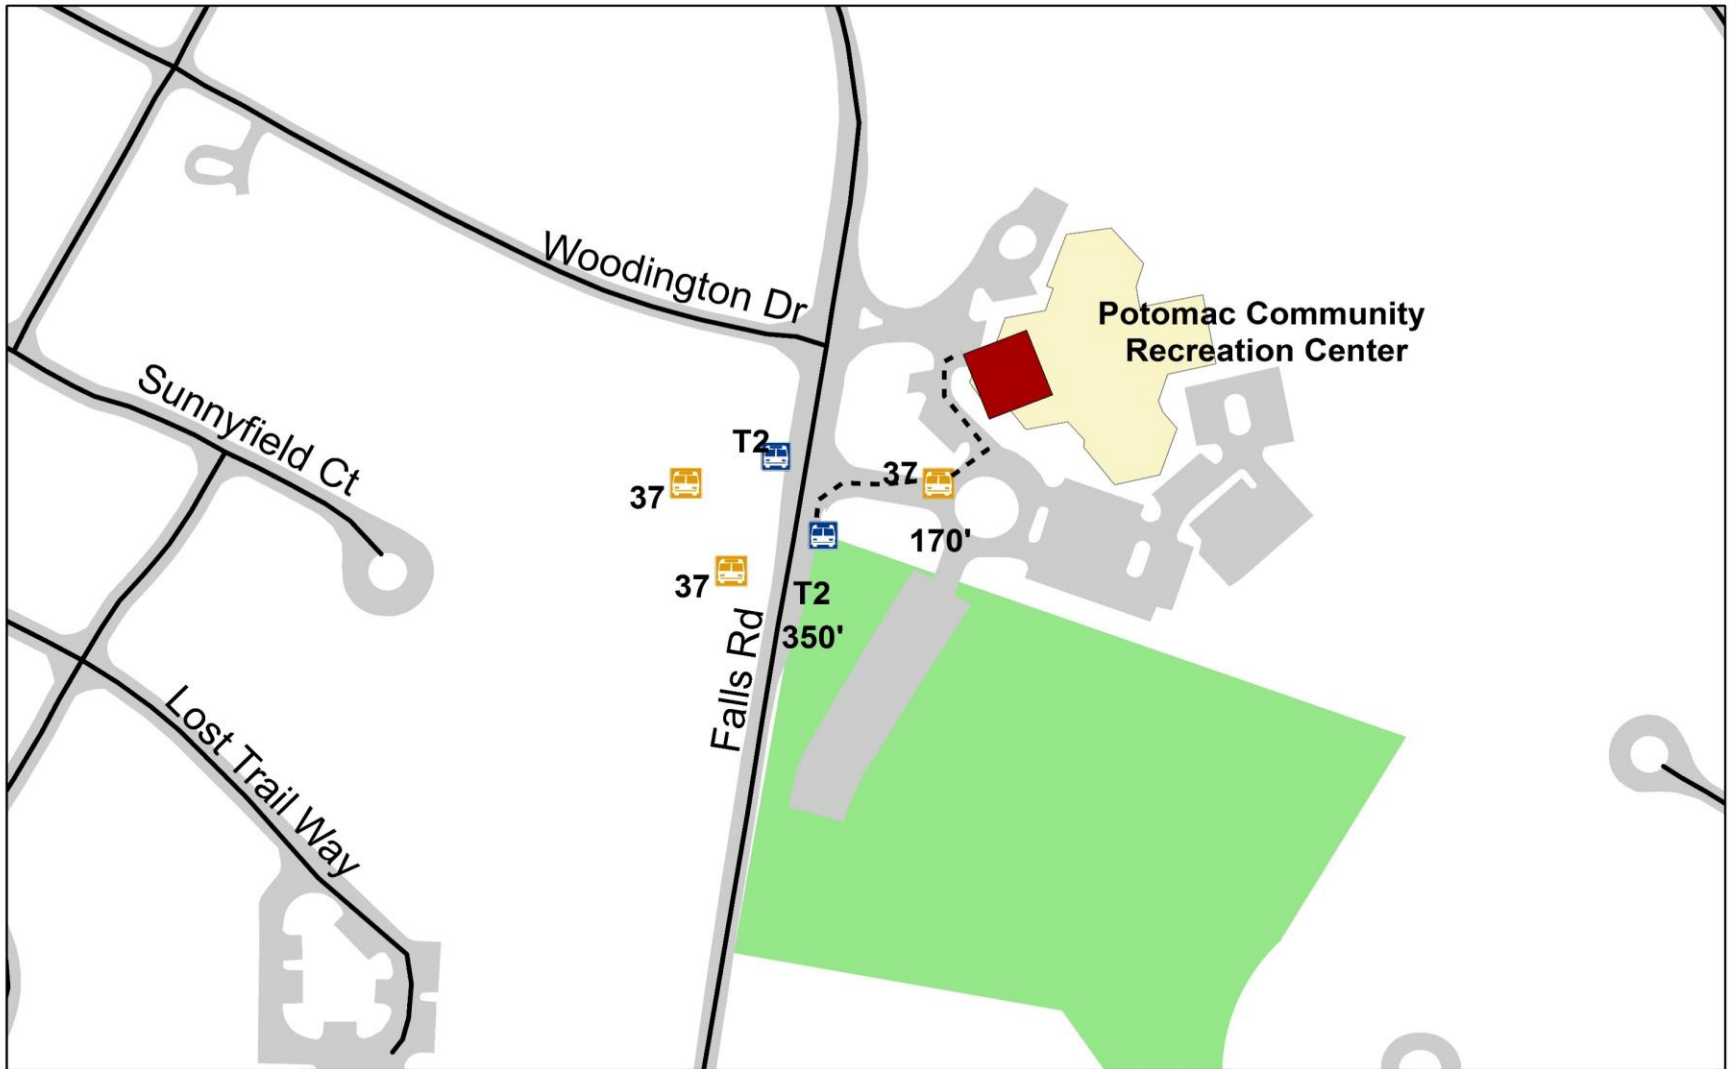 Woodington Dr
Potomac Community
Recreation Center
Sunnyfield Ct
T2
37
37
170'
37
T2
350'
Falls Rd
Lost Trail Way